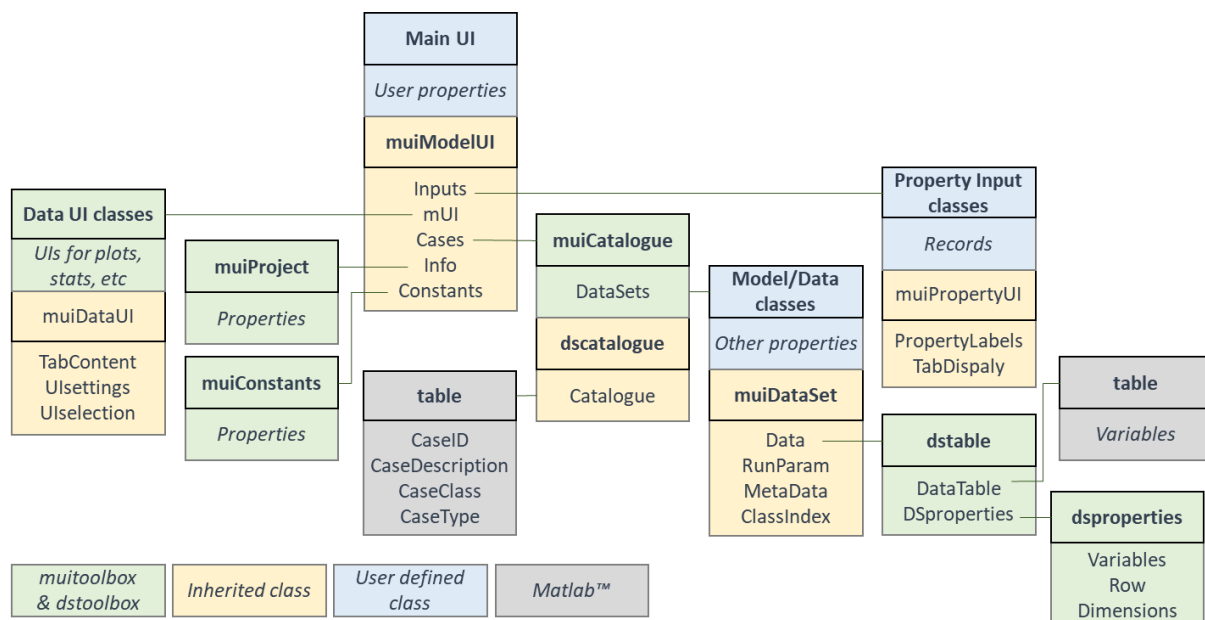 Main UI
User properties
muiModelUI
Inputs
mUI
Cases
Info
Constants
Data UI classes
UIs for plots,
stats, etc
muiDataUI
TabContent
UIsettings
UIselection
muiProject
Properties
muiConstants
Properties
table
CaseID
CaseDescription
CaseClass
CaseType
muiCatalogue
DataSets
dscatalogue
Catalogue
Model/Data
classes
Other properties
muiDataSet
Data
RunParam
MetaData
ClassIndex
Property Input
classes
Records
muiPropertyUI
PropertyLabels
TabDispaly
dstable
DataTable
DSproperties
table
Variables
dsproperties
Variables
Row
Dimensions
muitoolbox
& dstoolbox
Inherited class
User defined
class
Matlab™